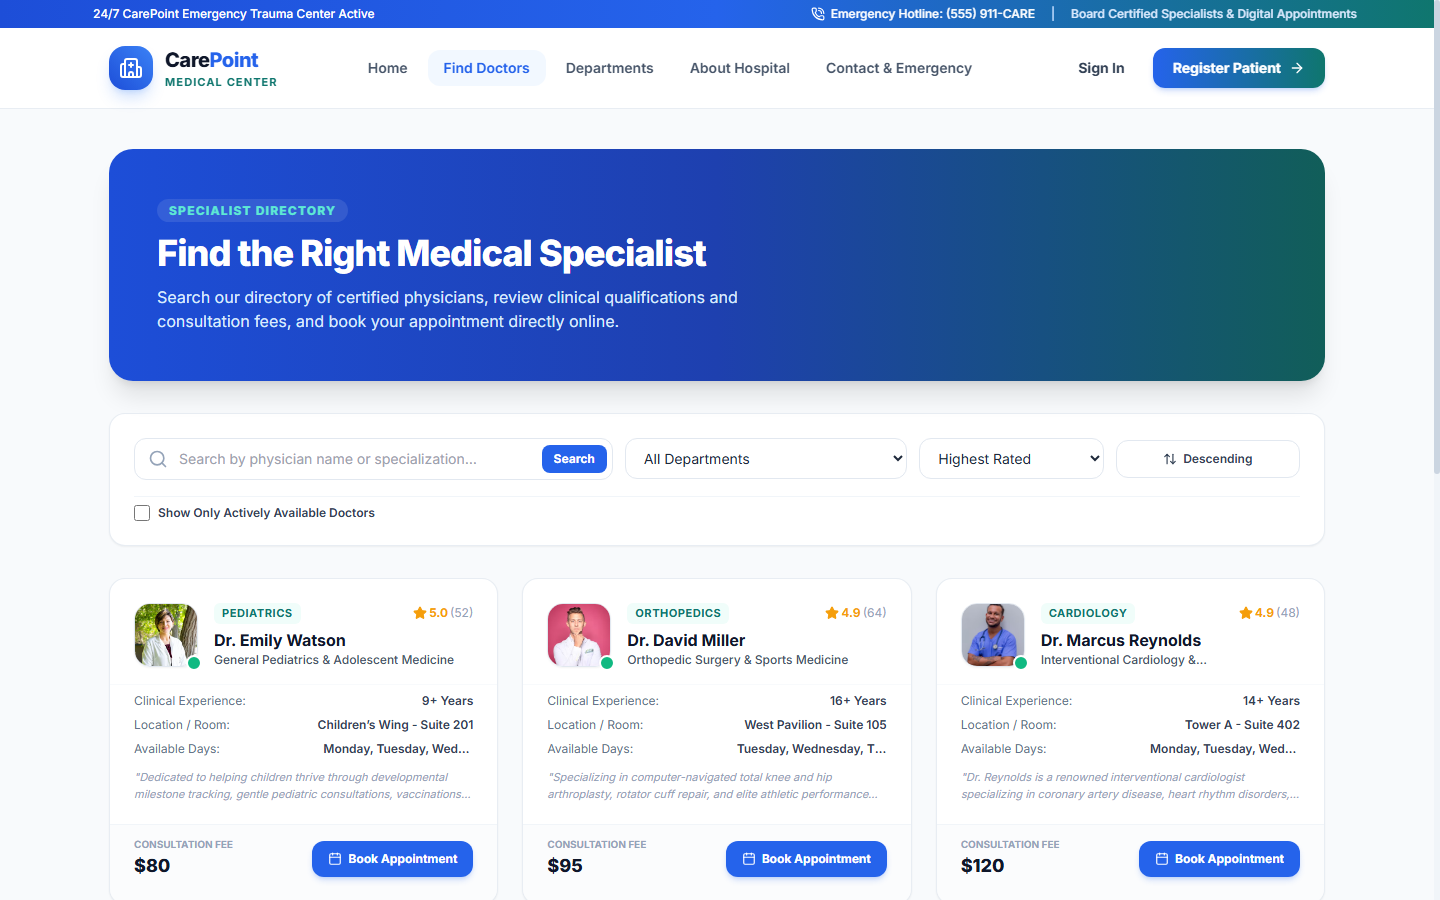 24/7 CarePoint Emergency Trauma Center Active
Emergency Hotline: (555) 911-CARE | Board Certified Specialists & Digital Appointments
CarePoint
MEDICAL CENTER
Home
Find Doctors
Departments
About Hospital
Contact & Emergency
Sign In
Register Patient
SPECIALIST DIRECTORY
Find the Right Medical Specialist
Search our directory of certified physicians, review clinical qualifications and
consultation fees, and book your appointment directly online.
Search by physician name or specialization...
Search
All Departments
Highest Rated
Descending
Show Only Actively Available Doctors
PEDIATRICS
5.0 (52)
Dr. Emily Watson
General Pediatrics & Adolescent Medicine
Clinical Experience: 9+ Years
Location / Room: Children's Wing - Suite 201
Available Days: Monday, Tuesday, Wed...
"Dedicated to helping children thrive through developmental
milestone tracking, gentle pediatric consultations, vaccinations...
CONSULTATION FEE
$80
Book Appointment
ORTHOPEDICS
4.9 (64)
Dr. David Miller
Orthopedic Surgery & Sports Medicine
Clinical Experience: 16+ Years
Location / Room: West Pavilion - Suite 105
Available Days: Tuesday, Wednesday, T...
"Specializing in computer-navigated total knee and hip
arthroplasty, rotator cuff repair, and elite athletic performance...
CONSULTATION FEE
$95
Book Appointment
CARDIOLOGY
4.9 (48)
Dr. Marcus Reynolds
Interventional Cardiology &...
Clinical Experience: 14+ Years
Location / Room: Tower A - Suite 402
Available Days: Monday, Tuesday, Wed...
"Dr. Reynolds is a renowned interventional cardiologist
specializing in coronary artery disease, heart rhythm disorders,...
CONSULTATION FEE
$120
Book Appointment